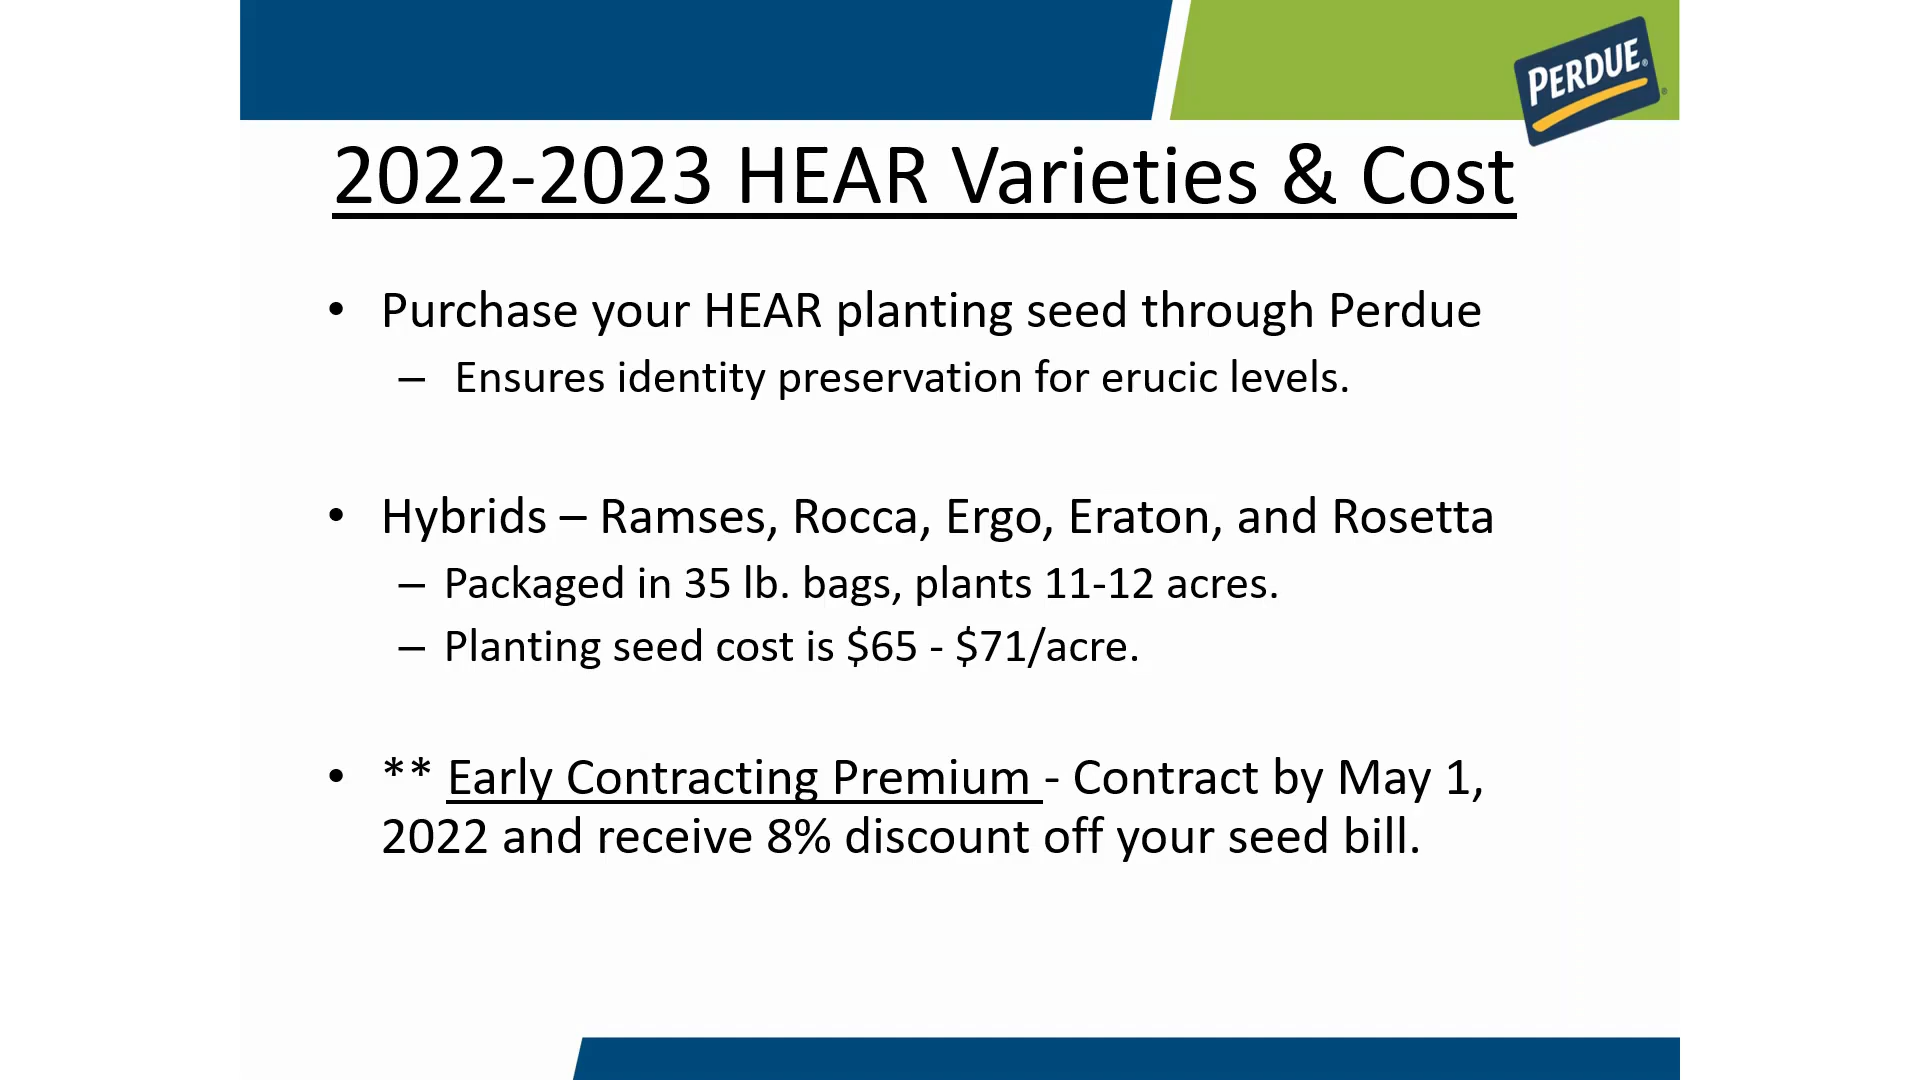 PERDUE®
®
2022-2023 HEAR Varieties & Cost
• Purchase your HEAR planting seed through Perdue
– Ensures identity preservation for erucic levels.
• Hybrids – Ramses, Rocca, Ergo, Eraton, and Rosetta
– Packaged in 35 lb. bags, plants 11-12 acres.
– Planting seed cost is $65 - $71/acre.
• ** Early Contracting Premium - Contract by May 1,
2022 and receive 8% discount off your seed bill.